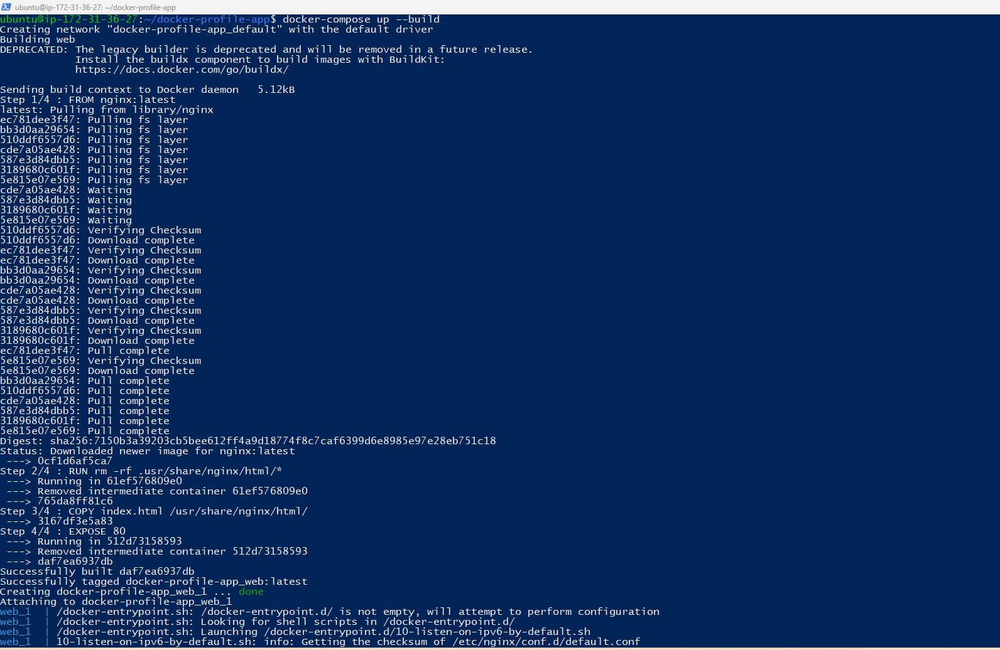 ubuntu@ip-172-31-36-27: ~/docker-profile-app
ubuntu@ip-172-31-36-27:~/docker-profile-app$ docker-compose up --build
Creating network "docker-profile-app_default" with the default driver
Building web
DEPRECATED: The legacy builder is deprecated and will be removed in a future release.
            Install the buildx component to build images with BuildKit:
            https://docs.docker.com/go/buildx/

Sending build context to Docker daemon   5.12kB
Step 1/4 : FROM nginx:latest
latest: Pulling from library/nginx
ec781dee3f47: Pulling fs layer
bb3d0aa29654: Pulling fs layer
510ddf6557d6: Pulling fs layer
cde7a05ae428: Pulling fs layer
587e3d84dbb5: Pulling fs layer
3189680c601f: Pulling fs layer
5e815e07e569: Pulling fs layer
cde7a05ae428: Waiting
587e3d84dbb5: Waiting
3189680c601f: Waiting
5e815e07e569: Waiting
510ddf6557d6: Verifying Checksum
510ddf6557d6: Download complete
ec781dee3f47: Verifying Checksum
ec781dee3f47: Download complete
bb3d0aa29654: Verifying Checksum
bb3d0aa29654: Download complete
cde7a05ae428: Verifying Checksum
cde7a05ae428: Download complete
587e3d84dbb5: Verifying Checksum
587e3d84dbb5: Download complete
3189680c601f: Verifying Checksum
3189680c601f: Download complete
ec781dee3f47: Pull complete
5e815e07e569: Verifying Checksum
5e815e07e569: Download complete
bb3d0aa29654: Pull complete
510ddf6557d6: Pull complete
cde7a05ae428: Pull complete
587e3d84dbb5: Pull complete
3189680c601f: Pull complete
5e815e07e569: Pull complete
Digest: sha256:7150b3a39203cb5bee612ff4a9d18774f8c7caf6399d6e8985e97e28eb751c18
Status: Downloaded newer image for nginx:latest
 ---> 0cf1d6af5ca7
Step 2/4 : RUN rm -rf .usr/share/nginx/html/*
 ---> Running in 61ef576809e0
 ---> Removed intermediate container 61ef576809e0
 ---> 765da8ff81c6
Step 3/4 : COPY index.html /usr/share/nginx/html/
 ---> 3167df3e5a83
Step 4/4 : EXPOSE 80
 ---> Running in 512d73158593
 ---> Removed intermediate container 512d73158593
 ---> daf7ea6937db
Successfully built daf7ea6937db
Successfully tagged docker-profile-app_web:latest
Creating docker-profile-app_web_1 ... done
Attaching to docker-profile-app_web_1
web_1  | /docker-entrypoint.sh: /docker-entrypoint.d/ is not empty, will attempt to perform configuration
web_1  | /docker-entrypoint.sh: Looking for shell scripts in /docker-entrypoint.d/
web_1  | /docker-entrypoint.sh: Launching /docker-entrypoint.d/10-listen-on-ipv6-by-default.sh
web_1  | 10-listen-on-ipv6-by-default.sh: info: Getting the checksum of /etc/nginx/conf.d/default.conf